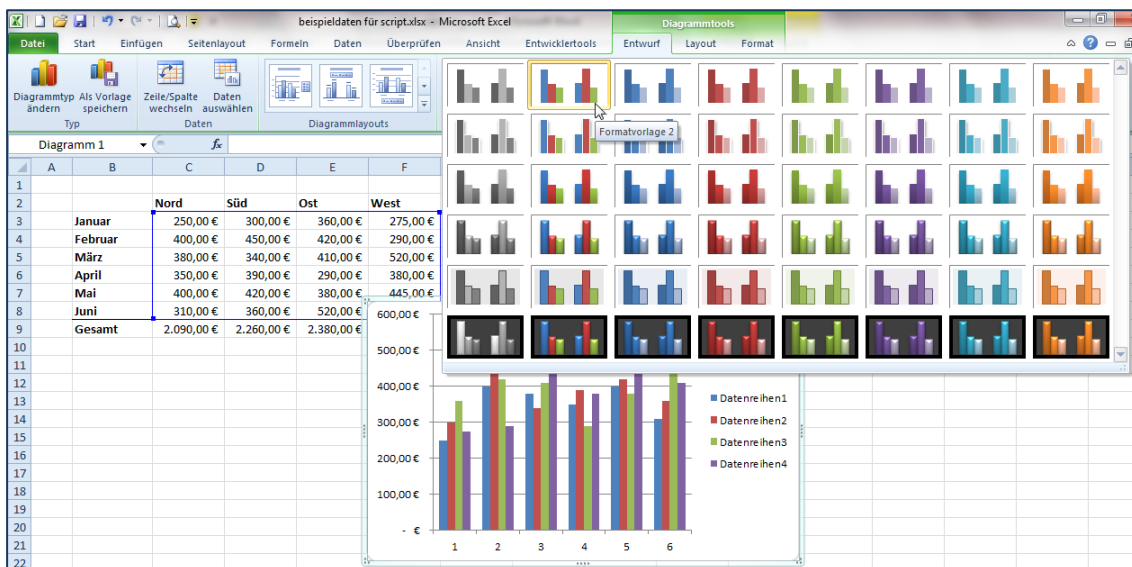 beispieldaten für script.xlsx - Microsoft Excel
Diagrammtools
Datei Start Einfügen Seitenlayout Formeln Daten Überprüfen Ansicht Entwicklertools Entwurf Layout Format
Diagrammtyp ändern
Als Vorlage speichern
Zeile/Spalte wechseln
Daten auswählen
Typ Daten Diagrammlayouts
Formatvorlage 2
Diagramm 1 fx
A B C D E F
1
2 Nord Süd Ost West
3 Januar 250,00 € 300,00 € 360,00 € 275,00 €
4 Februar 400,00 € 450,00 € 420,00 € 290,00 €
5 März 380,00 € 340,00 € 410,00 € 520,00 €
6 April 350,00 € 390,00 € 290,00 € 380,00 €
7 Mai 400,00 € 420,00 € 380,00 € 445,00 €
8 Juni 310,00 € 360,00 € 520,00 €
9 Gesamt 2.090,00 € 2.260,00 € 2.380,00 €
10
11
12
13
14
15
16
17
18
19
20
21
22
600,00 €
500,00 €
400,00 €
300,00 €
200,00 €
100,00 €
- €
1 2 3 4 5 6
Datenreihen1
Datenreihen2
Datenreihen3
Datenreihen4